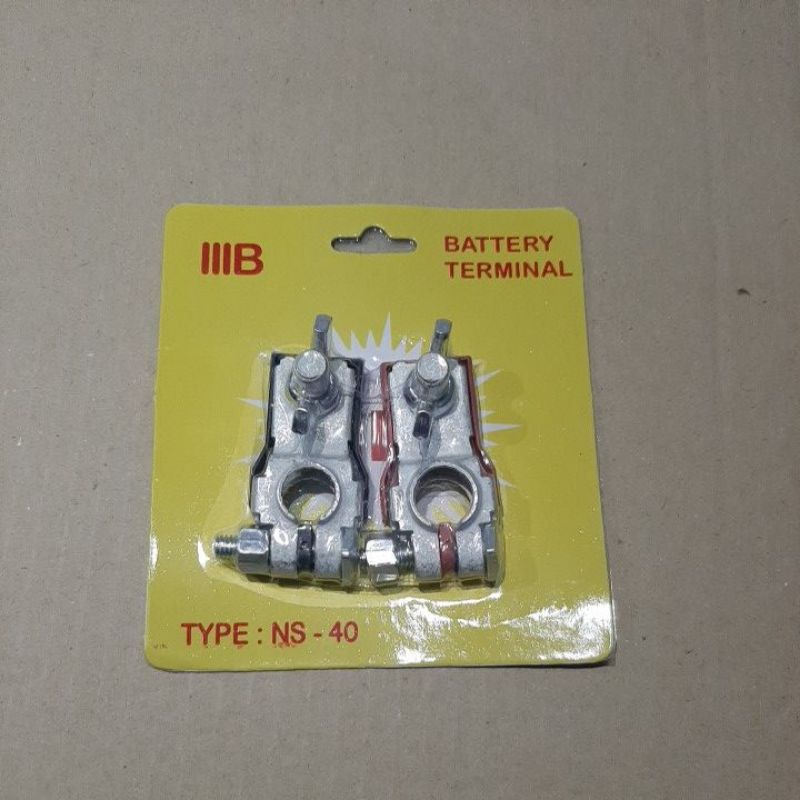 IIIB
BATTERY
TERMINAL
TYPE : NS - 40